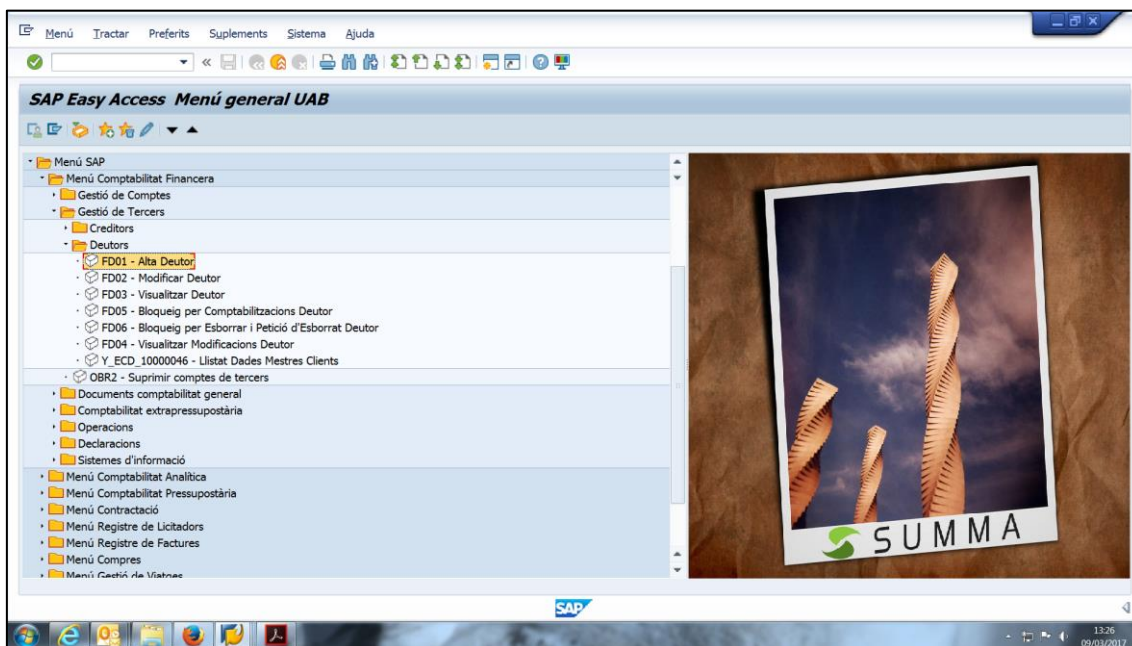 Menú Tractar Preferits Suplements Sistema Ajuda
SAP Easy Access Menú general UAB
Menú SAP
Menú Comptabilitat Financera
Gestió de Comptes
Gestió de Tercers
Creditors
Deutors
FD01 - Alta Deutor
FD02 - Modificar Deutor
FD03 - Visualitzar Deutor
FD05 - Bloqueig per Comptabilitzacions Deutor
FD06 - Bloqueig per Esborrar i Petició d'Esborrat Deutor
FD04 - Visualitzar Modificacions Deutor
Y_ECD_10000046 - Llistat Dades Mestres Clients
OBR2 - Suprimir comptes de tercers
Documents comptabilitat general
Comptabilitat extrapressupostària
Operacions
Declaracions
Sistemes d'informació
Menú Comptabilitat Analítica
Menú Comptabilitat Pressupostària
Menú Contractació
Menú Registre de Licitadors
Menú Registre de Factures
Menú Compres
Menú Gestió de Viatges
SUMMA
SAP
13:26
09/03/2017